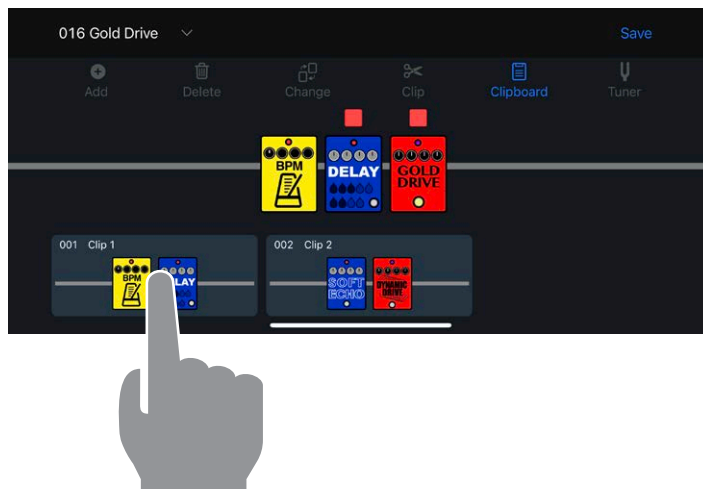 016 Gold Drive
Save
Add
Delete
Change
Clip
Clipboard
Tuner
BPM
DELAY
GOLD
DRIVE
001 Clip 1
002 Clip 2
BPM
LAY
SOFT
ECHO
DYNAMIC
DRIVE